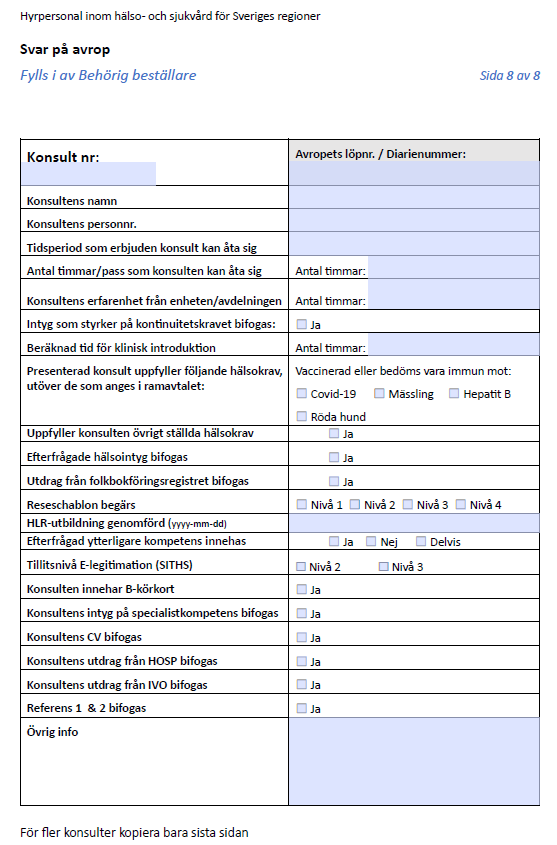 Hyrpersonal inom hälso- och sjukvård för Sveriges regioner
Svar på avrop
Fylls i av Behörig beställare
Sida 8 av 8
Konsult nr:
Avropets löpnr. / Diarienummer:
Konsultens namn
Konsultens personnr.
Tidsperiod som erbjuden konsult kan åta sig
Antal timmar/pass som konsulten kan åta sig
Antal timmar:
Konsultens erfarenhet från enheten/avdelningen
Antal timmar:
Intyg som styrker på kontinuitetskravet bifogas:
Ja
Beräknad tid för klinisk introduktion
Antal timmar:
Presenterad konsult uppfyller följande hälsokrav,
utöver de som anges i ramavtalet:
Vaccinerad eller bedöms vara immun mot:
Covid-19 Mässling Hepatit B
Röda hund
Uppfyller konsulten övrigt ställda hälsokrav
Ja
Efterfrågade hälsointyg bifogas
Ja
Utdrag från folkbokföringsregistret bifogas
Ja
Reseschablon begärs
Nivå 1 Nivå 2 Nivå 3 Nivå 4
HLR-utbildning genomförd (yyyy-mm-dd)
Efterfrågad ytterligare kompetens innehas
Ja Nej Delvis
Tillitsnivå E-legitimation (SITHS)
Nivå 2 Nivå 3
Konsulten innehar B-körkort
Ja
Konsultens intyg på specialistkompetens bifogas
Ja
Konsultens CV bifogas
Ja
Konsultens utdrag från HOSP bifogas
Ja
Konsultens utdrag från IVO bifogas
Ja
Referens 1 & 2 bifogas
Ja
Övrig info
För fler konsulter kopiera bara sista sidan